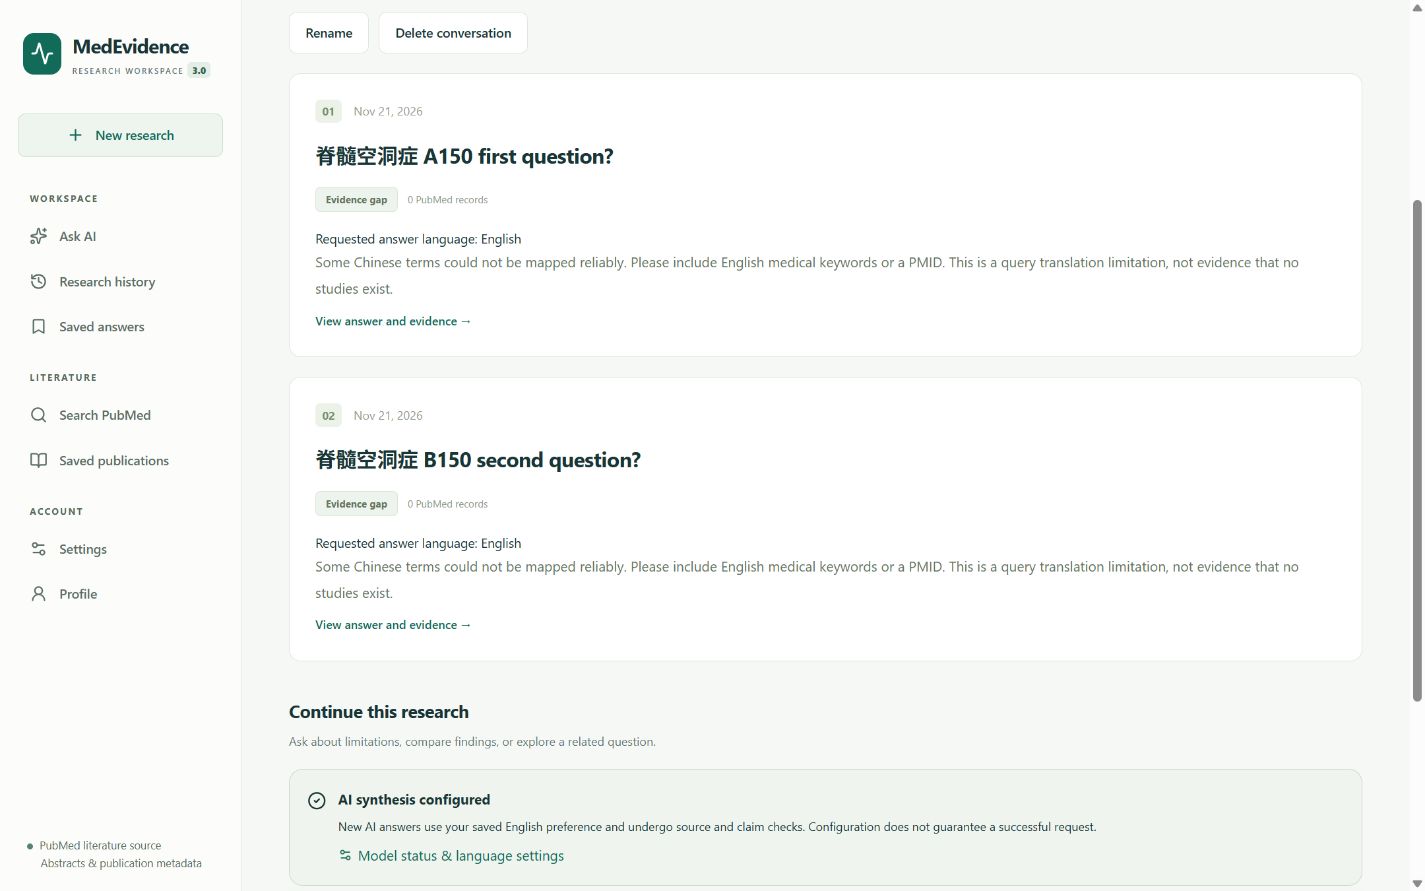 MedEvidence
RESEARCH WORKSPACE 3.0
New research
WORKSPACE
Ask AI
Research history
Saved answers
LITERATURE
Search PubMed
Saved publications
ACCOUNT
Settings
Profile
PubMed literature source
Abstracts & publication metadata
Rename
Delete conversation
01 Nov 21, 2026
脊髓空洞症 A150 first question?
Evidence gap 0 PubMed records
Requested answer language: English
Some Chinese terms could not be mapped reliably. Please include English medical keywords or a PMID. This is a query translation limitation, not evidence that no
studies exist.
View answer and evidence →
02 Nov 21, 2026
脊髓空洞症 B150 second question?
Evidence gap 0 PubMed records
Requested answer language: English
Some Chinese terms could not be mapped reliably. Please include English medical keywords or a PMID. This is a query translation limitation, not evidence that no
studies exist.
View answer and evidence →
Continue this research
Ask about limitations, compare findings, or explore a related question.
AI synthesis configured
New AI answers use your saved English preference and undergo source and claim checks. Configuration does not guarantee a successful request.
Model status & language settings